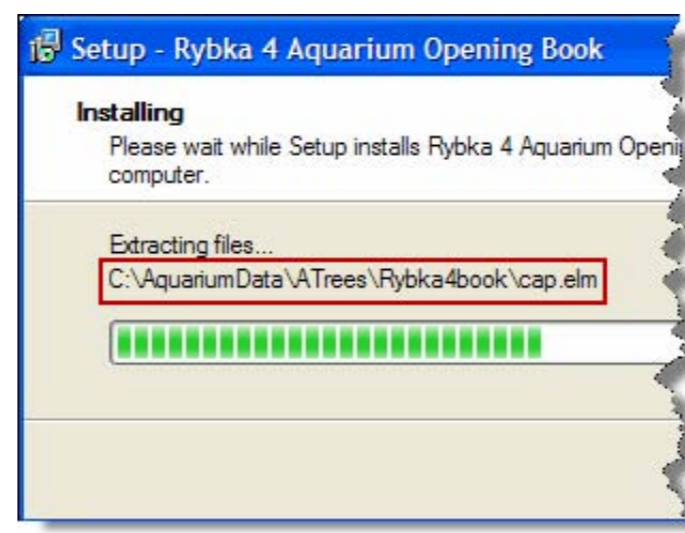 Setup - Rybka 4 Aquarium Opening Book
Installing
Please wait while Setup installs Rybka 4 Aquarium
computer.
Extracting files...
C:\AquariumData\ATrees\Rybka4book\cap.elm